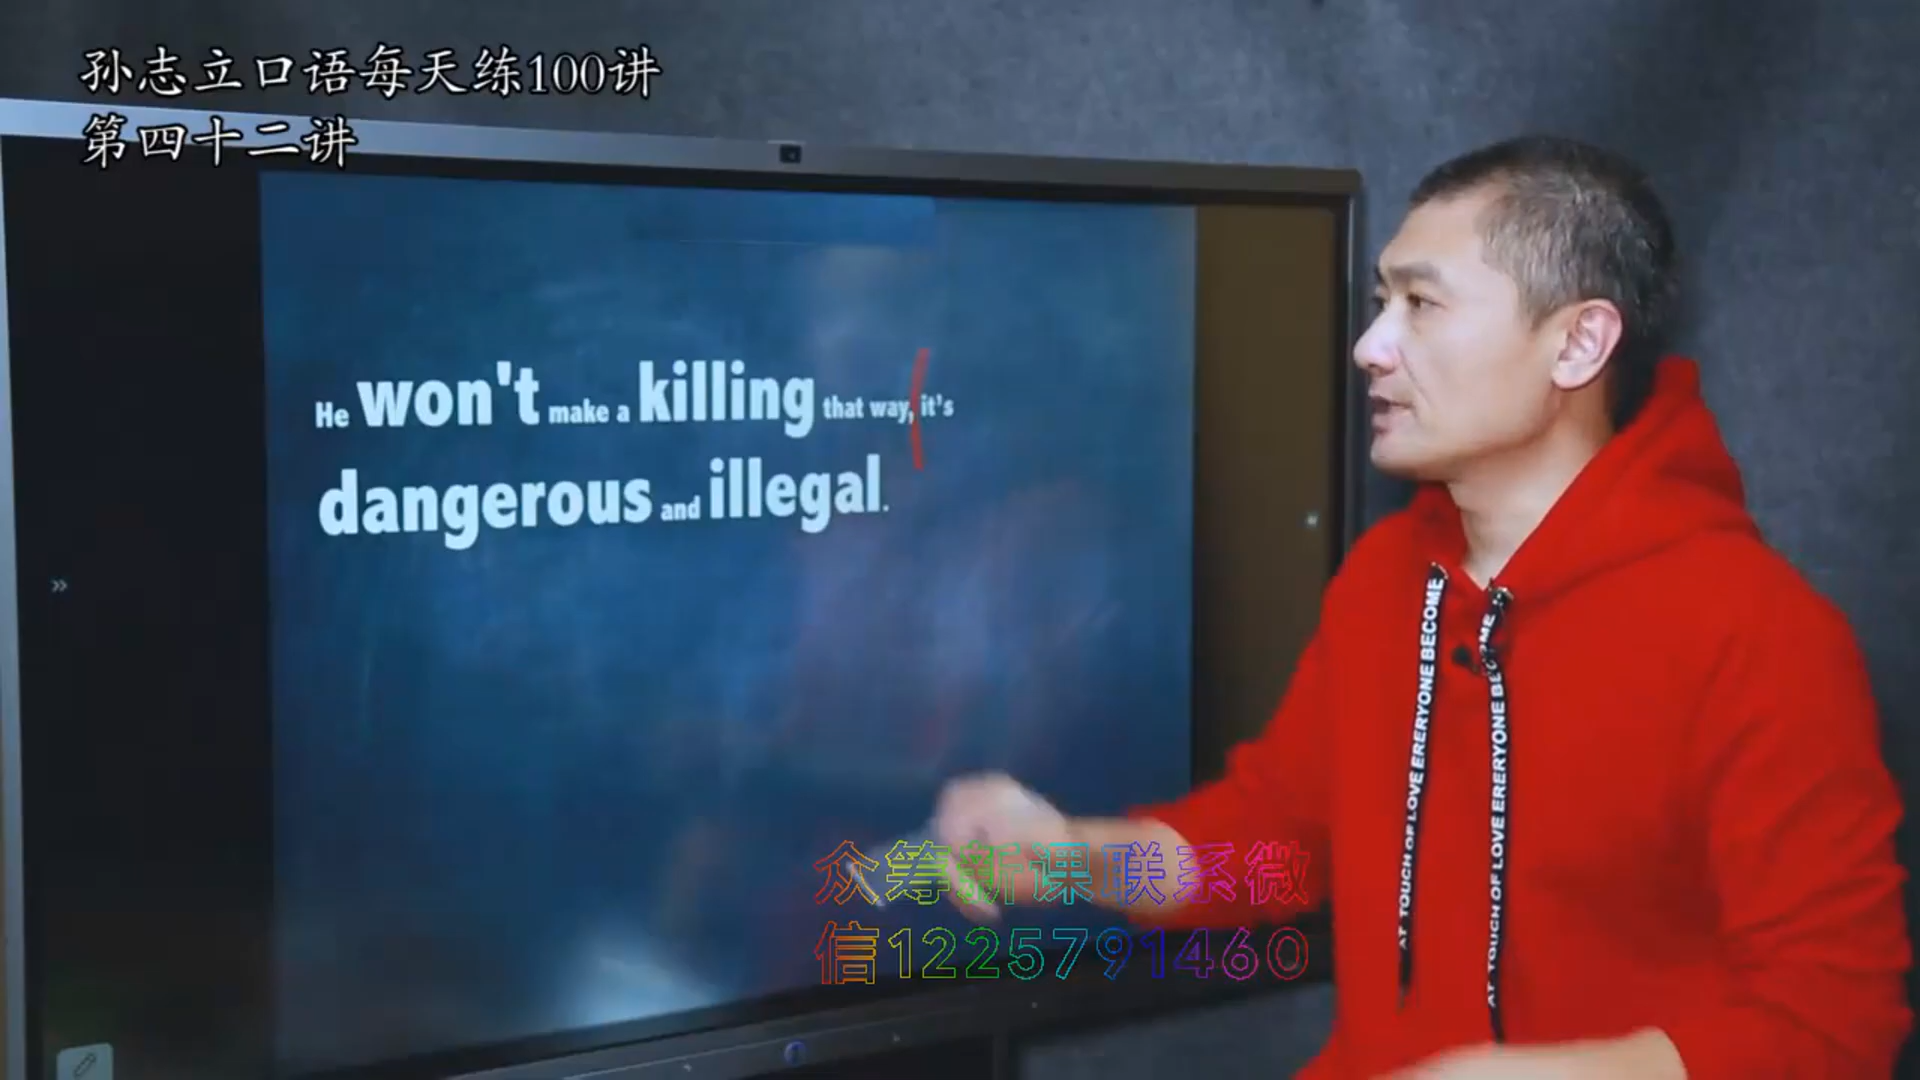 孙志立口语每天练100讲
第四十二讲
He won't make a killing that way, it's
dangerous and illegal.
AT TOUCH OF LOVE ERERYONE BECOME
AT TOUCH OF LOVE ERERYONE BECOME
众筹新课联系微
信1225791460